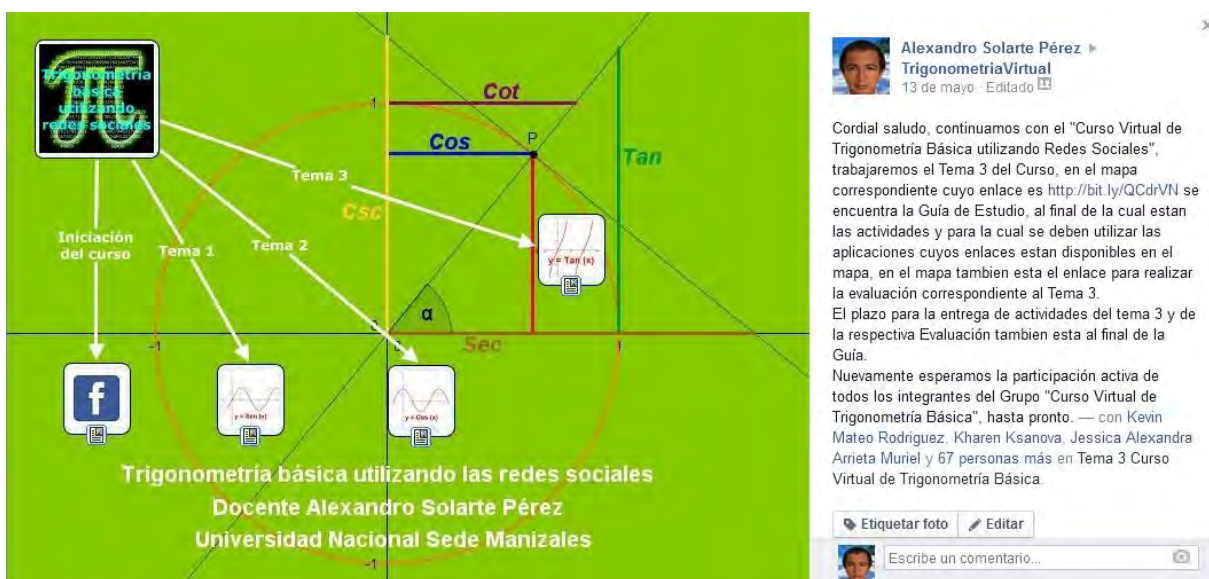 Trigonometría
básica
utilizando
redes sociales
Iniciación
del curso
Tema 1
Tema 2
Tema 3
Cot
Cos
Csc
Tan
Sec
P
α
1
-1
0
0
1
-1
y = Sen (x)
y = Cos (x)
y = Tan (x)
f
Trigonometría básica utilizando las redes sociales
Docente Alexandro Solarte Pérez
Universidad Nacional Sede Manizales
Alexandro Solarte Pérez ▸
TrigonometriaVirtual
13 de mayo · Editado
Cordial saludo, continuamos con el "Curso Virtual de
Trigonometría Básica utilizando Redes Sociales",
trabajaremos el Tema 3 del Curso, en el mapa
correspondiente cuyo enlace es http://bit.ly/QCdrVN se
encuentra la Guía de Estudio, al final de la cual estan
las actividades y para la cual se deben utilizar las
aplicaciones cuyos enlaces estan disponibles en el
mapa, en el mapa tambien esta el enlace para realizar
la evaluación correspondiente al Tema 3.
El plazo para la entrega de actividades del tema 3 y de
la respectiva Evaluación tambien esta al final de la
Guía.
Nuevamente esperamos la participación activa de
todos los integrantes del Grupo "Curso Virtual de
Trigonometría Básica", hasta pronto. — con Kevin
Mateo Rodriguez, Kharen Ksanova, Jessica Alexandra
Arrieta Muriel y 67 personas más en Tema 3 Curso
Virtual de Trigonometría Básica.
Etiquetar foto
Editar
Escribe un comentario...